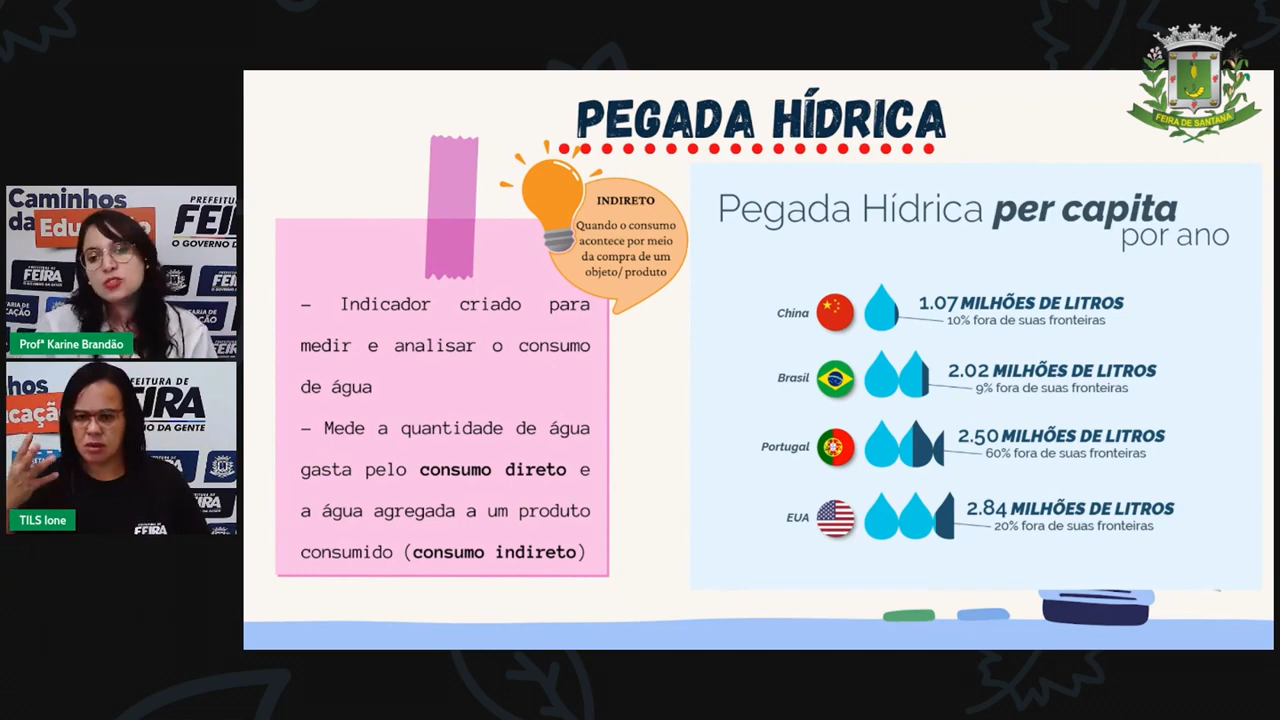 PEGADA HÍDRICA
FEIRA DE SANTANA
INDIRETO
Quando o consumo
acontece por meio
da compra de um
objeto/ produto
– Indicador criado para
medir e analisar o consumo
de água
– Mede a quantidade de água
gasta pelo consumo direto e
a água agregada a um produto
consumido (consumo indireto)
Pegada Hídrica per capita
por ano
China
1.07 MILHÕES DE LITROS
10% fora de suas fronteiras
Brasil
2.02 MILHÕES DE LITROS
9% fora de suas fronteiras
Portugal
2.50 MILHÕES DE LITROS
60% fora de suas fronteiras
EUA
2.84 MILHÕES DE LITROS
20% fora de suas fronteiras
Caminhos
da
PREFEIT
O GOVERNO D
FEIRA
Profª Karine Brandão
EITURA DE
IRA
FEIRA
TILS Ione